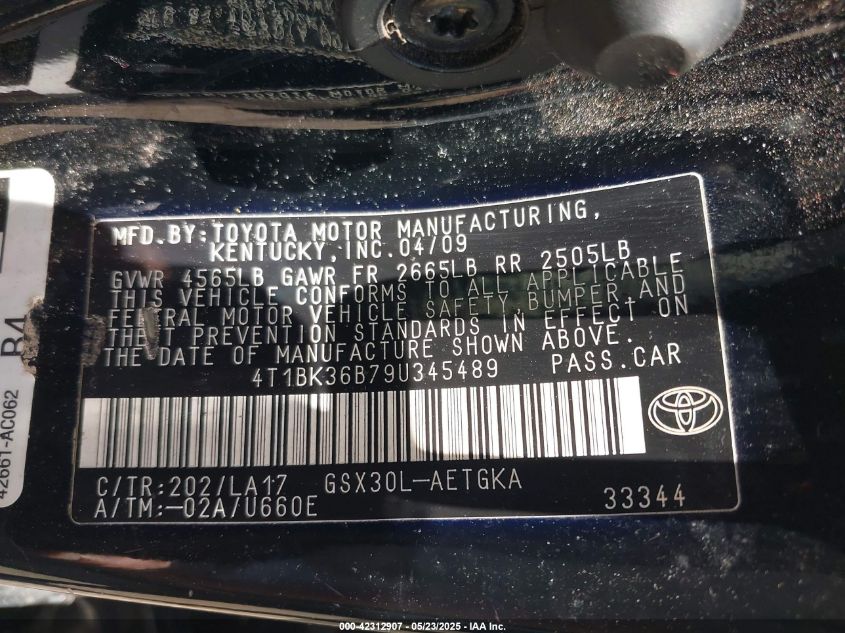 MFD.BY:TOYOTA MOTOR MANUFACTURING,
KENTUCKY,INC.04/09
GVWR 4565LB GAWR FR 2665LB RR 2505LB
THIS VEHICLE CONFORMS TO ALL APPLICABLE
FEDERAL MOTOR VEHICLE SAFETY BUMPER,AND
THEFT PREVENTION STANDARDS IN EFFECT ON
THE DATE OF MANUFACTURE SHOWN ABOVE.
4T1BK36B79U345489 PASS.CAR
C/TR:202/LA17 GSX30L-AETGKA
A/TM:-02A/U660E 33344
42661-AC062
B4
000-42312907 - 05/23/2025 - IAA Inc.